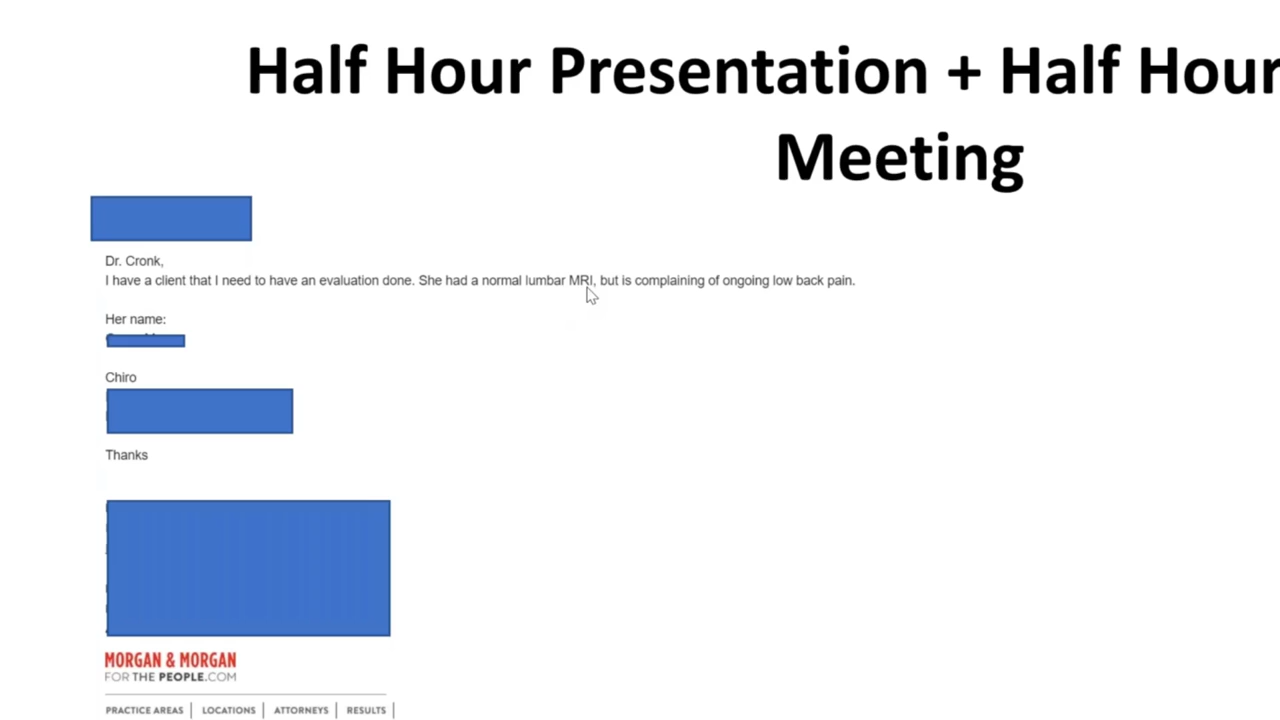 Half Hour Presentation + Half Hour
Meeting
Dr. Cronk,
I have a client that I need to have an evaluation done. She had a normal lumbar MRI, but is complaining of ongoing low back pain.
Her name:
Chiro
Thanks
MORGAN & MORGAN
FOR THE PEOPLE.COM
PRACTICE AREAS | LOCATIONS | ATTORNEYS | RESULTS |